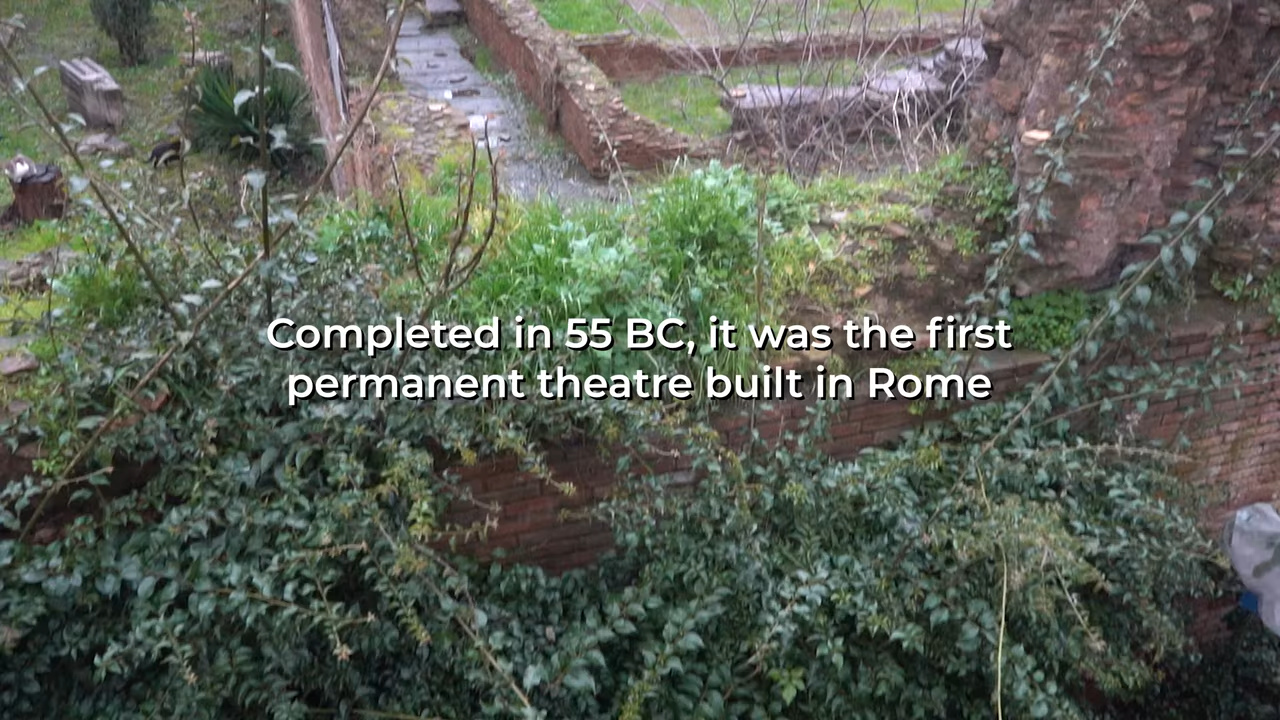 Completed in 55 BC, it was the first
permanent theatre built in Rome